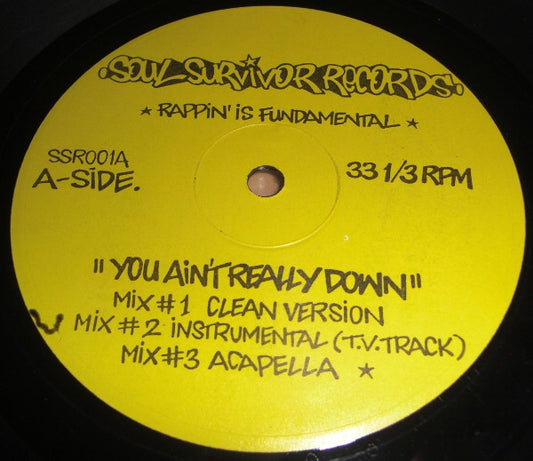 SOUL SURVIVOR RECORDS
★ RAPPiN' iS FUNDAMENTAL ★
SSR001A
A-SiDE.
33 1/3 RPM
"YOU AiN'T REALLY DOWN"
MiX #1 CLEAN VERSION
MiX #2 iNSTRUMENTAL (T.V. TRACK)
MiX #3 ACAPELLA ★